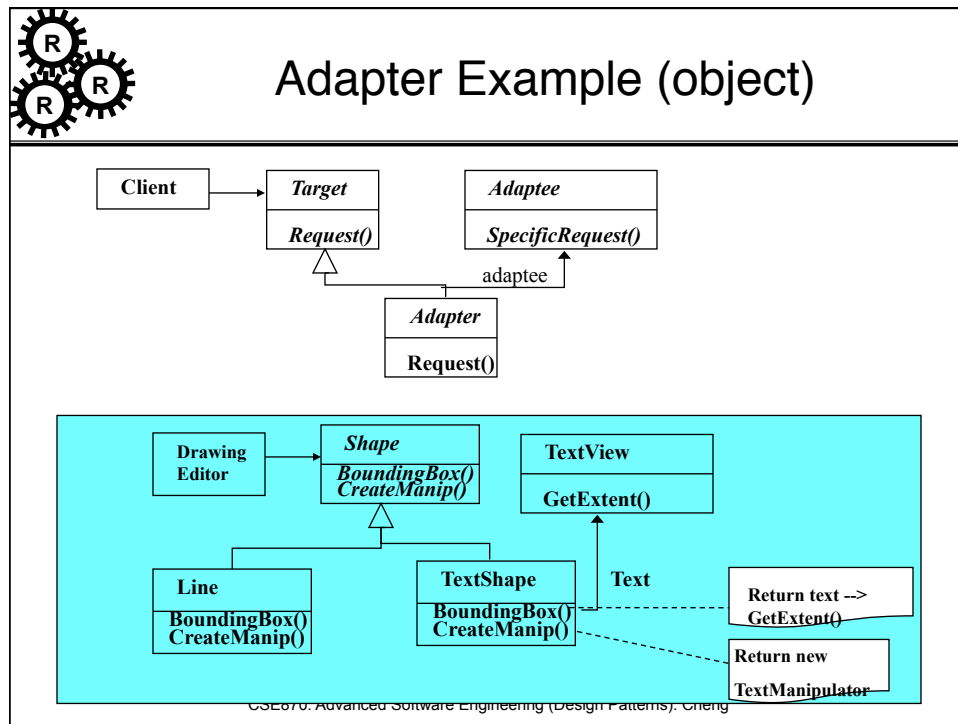 R
R
R
Adapter Example (object)
Client
Target
Request()
Adaptee
SpecificRequest()
adaptee
Adapter
Request()
Drawing
Editor
Shape
BoundingBox()
CreateManip()
TextView
GetExtent()
Line
BoundingBox()
CreateManip()
TextShape
BoundingBox()
CreateManip()
Text
Return text -->
GetExtent()
Return new
TextManipulator
CSE870: Advanced Software Engineering (Design Patterns): Cheng